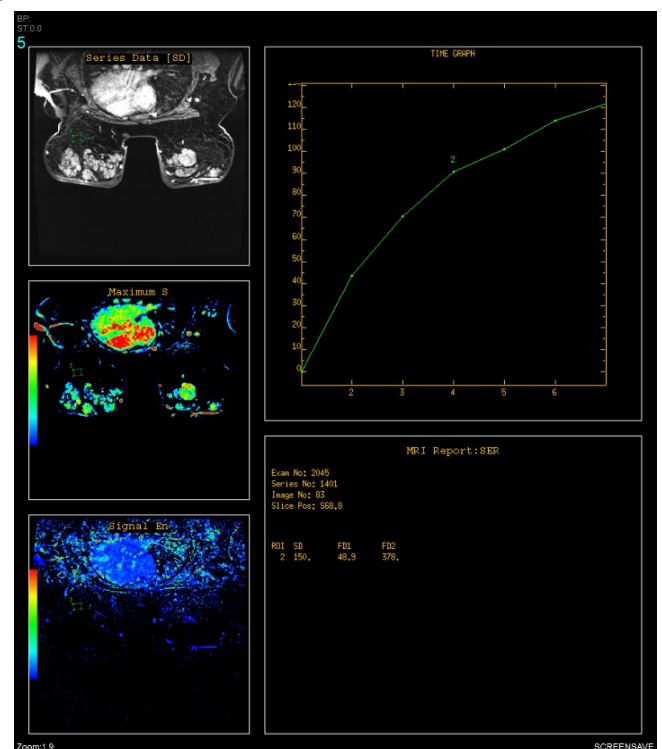 BP:
ST:0.0
5
Series Data [SD]
TIME GRAPH
120
110
100
90
80
70
60
50
40
30
20
10
0
2
2
3
4
5
6
Maximum S
Signal En
MRI Report:SER
Exam No: 2045
Series No: 1401
Image No: 83
Slice Pos: S68.8
ROI SD FD1 FD2
2 150. 48.9 378.
Zoom:1.9
SCREENSAVE